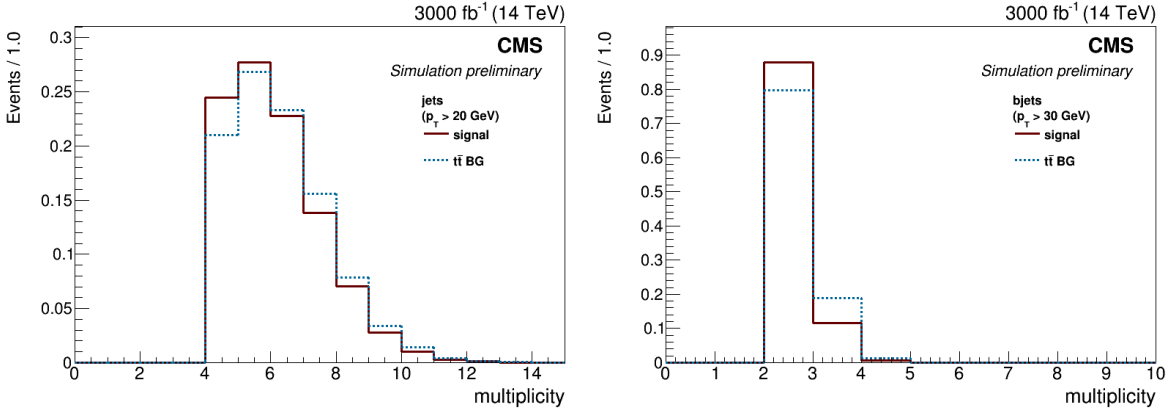 3000 fb⁻¹ (14 TeV)
Events / 1.0
CMS
Simulation preliminary
jets
(p_T > 20 GeV)
signal
tt̄ BG
0.3
0.25
0.2
0.15
0.1
0.05
0
0 2 4 6 8 10 12 14
multiplicity
3000 fb⁻¹ (14 TeV)
Events / 1.0
CMS
Simulation preliminary
bjets
(p_T > 30 GeV)
signal
tt̄ BG
0.9
0.8
0.7
0.6
0.5
0.4
0.3
0.2
0.1
0
0 1 2 3 4 5 6 7 8 9 10
multiplicity